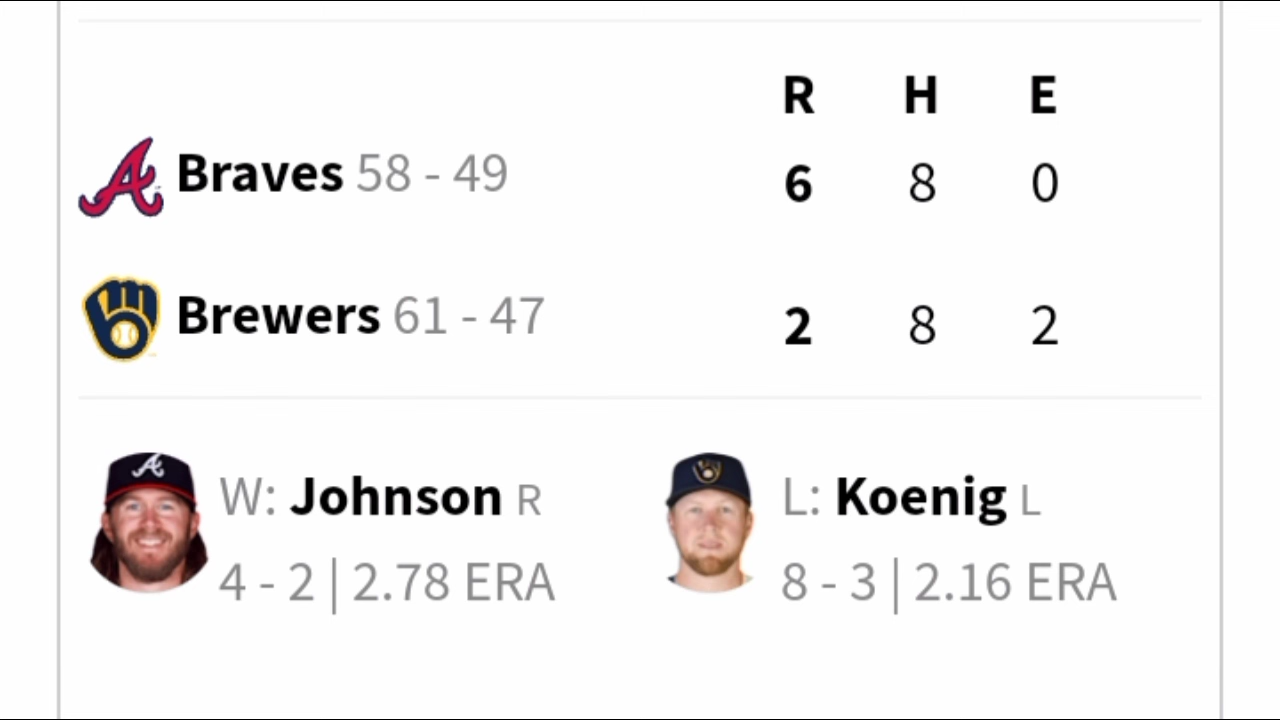 R H E
Braves 58 - 49 6 8 0
Brewers 61 - 47 2 8 2
W: Johnson R L: Koenig L
4 - 2 | 2.78 ERA 8 - 3 | 2.16 ERA